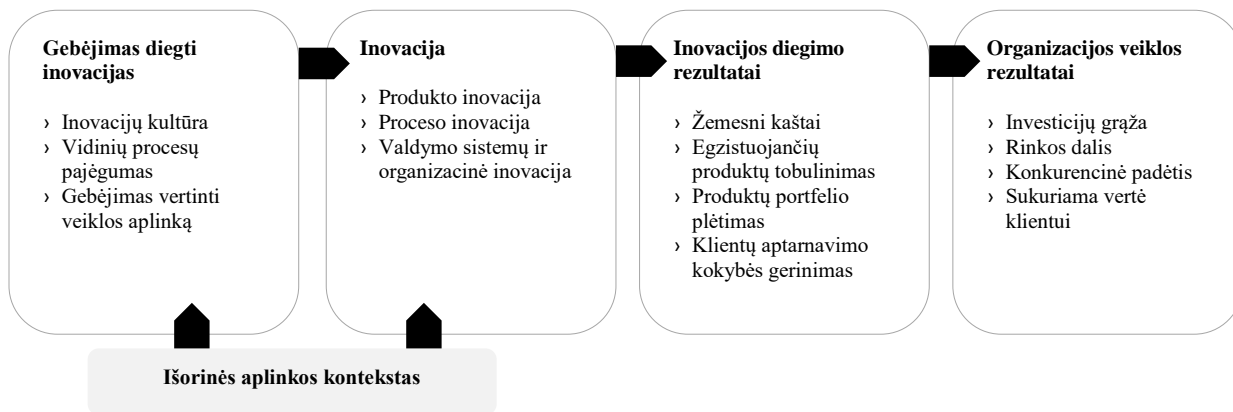 Gebėjimas diegti
inovacijas
› Inovacijų kultūra
› Vidinių procesų
pajėgumas
› Gebėjimas vertinti
veiklos aplinką
Inovacija
› Produkto inovacija
› Proceso inovacija
› Valdymo sistemų ir
organizacinė inovacija
Inovacijos diegimo
rezultatai
› Žemesni kaštai
› Egzistuojančių
produktų tobulinimas
› Produktų portfelio
plėtimas
› Klientų aptarnavimo
kokybės gerinimas
Organizacijos veiklos
rezultatai
› Investicijų grąža
› Rinkos dalis
› Konkurencinė padėtis
› Sukuriama vertė
klientui
Išorinės aplinkos kontekstas